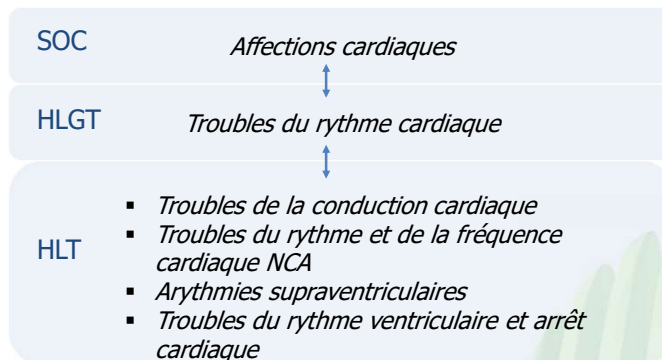 SOC
Affections cardiaques
HLGT
Troubles du rythme cardiaque
HLT
▪ Troubles de la conduction cardiaque
▪ Troubles du rythme et de la fréquence
cardiaque NCA
▪ Arythmies supraventriculaires
▪ Troubles du rythme ventriculaire et arrêt
cardiaque